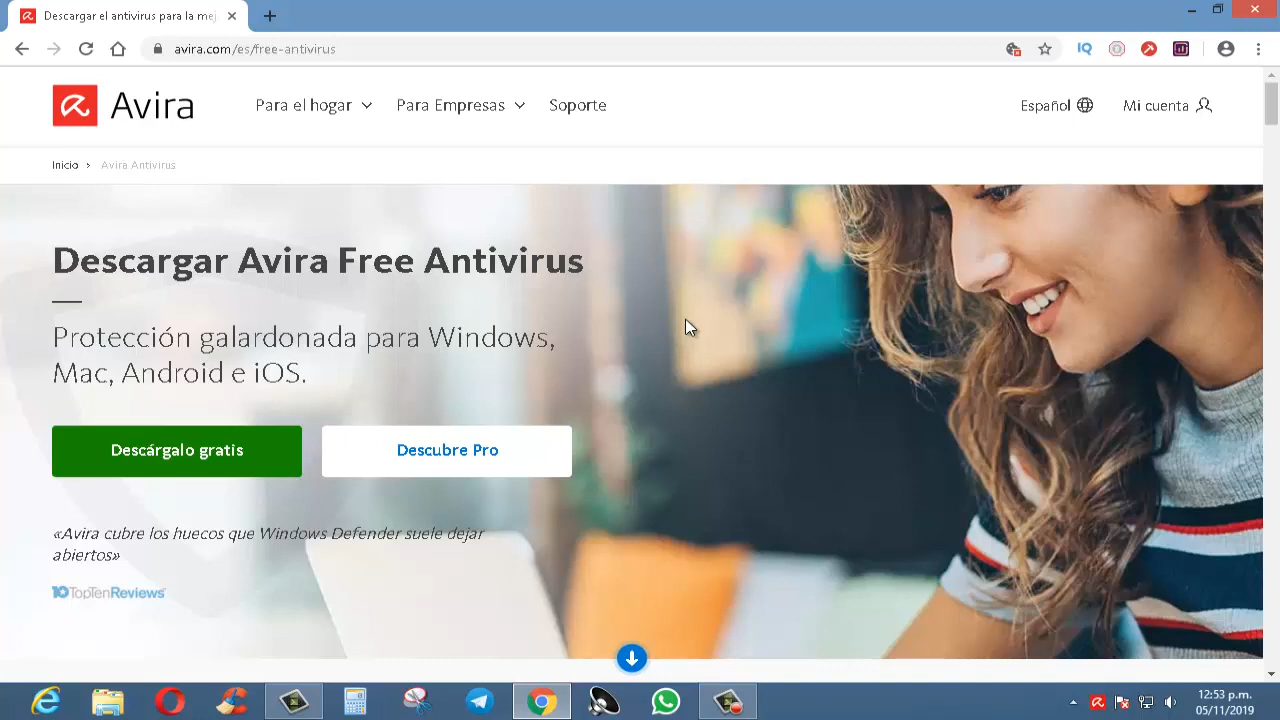 Descargar el antivirus para la mej
avira.com/es/free-antivirus
IQ
Avira
Para el hogar
Para Empresas
Soporte
Español
Mi cuenta
Inicio > Avira Antivirus
Descargar Avira Free Antivirus
Protección galardonada para Windows,
Mac, Android e iOS.
Descárgalo gratis
Descubre Pro
«Avira cubre los huecos que Windows Defender suele dejar
abiertos»
10TopTenReviews
12:53 p.m.
05/11/2019